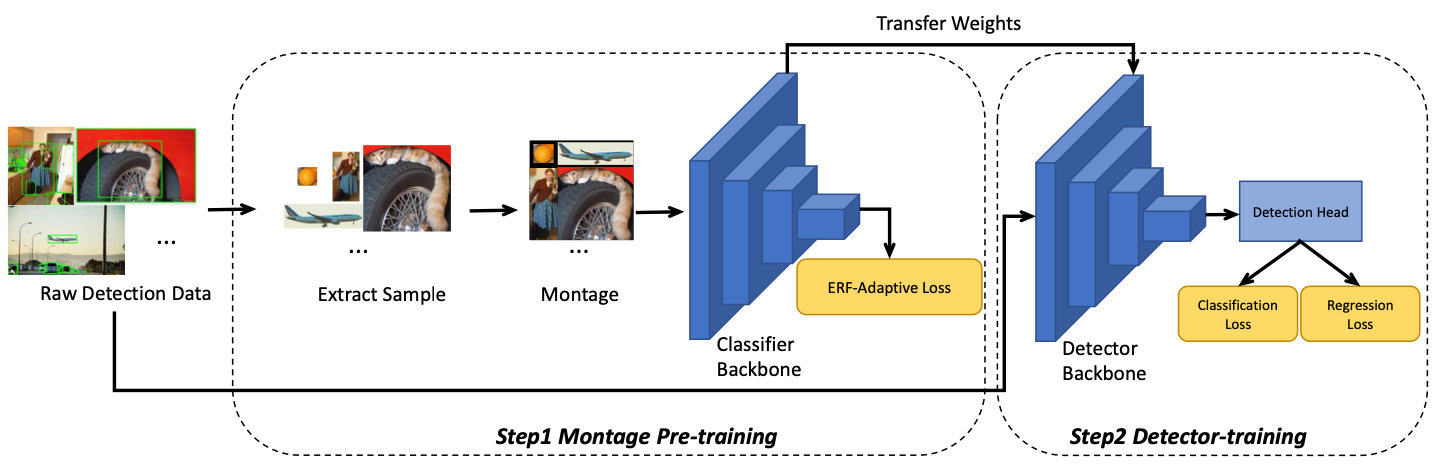 Transfer Weights
Raw Detection Data
...
Extract Sample
...
Montage
...
Classifier
Backbone
ERF-Adaptive Loss
Step1 Montage Pre-training
Detector
Backbone
Detection Head
Classification
Loss
Regression
Loss
Step2 Detector-training